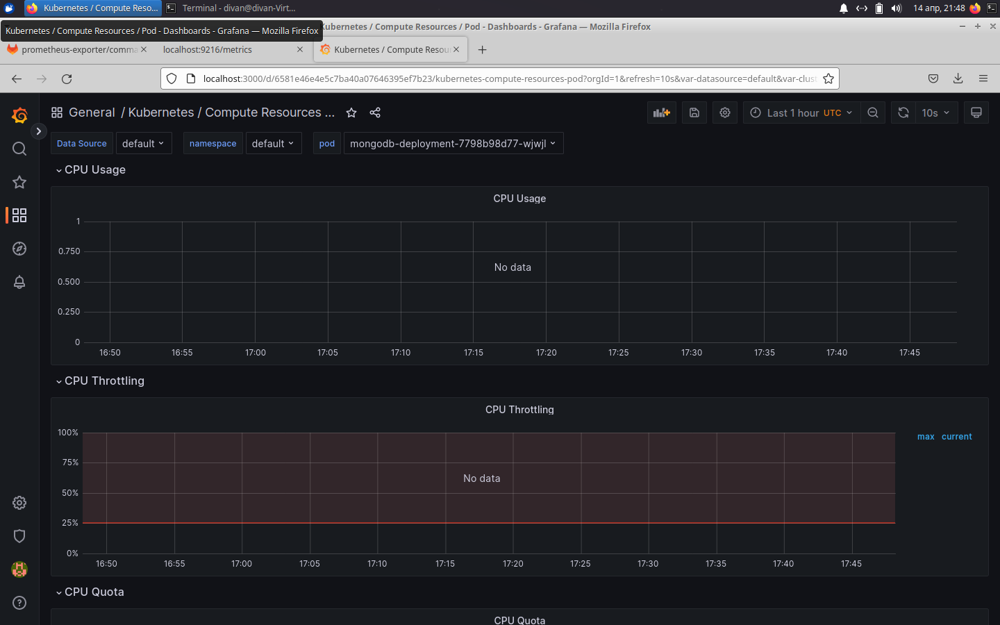 Kubernetes / Compute Reso...
Terminal - divan@divan-Virt...
14 апр, 21:48
Kubernetes / Compute Resources / Pod - Dashboards - Grafana — Mozilla Firefox
Kubernetes / Compute Resources / Pod - Dashboards - Grafana — Mozilla Firefox
prometheus-exporter/comma
localhost:9216/metrics
Kubernetes / Compute Resour
localhost:3000/d/6581e46e4e5c7ba40a07646395ef7b23/kubernetes-compute-resources-pod?orgId=1&refresh=10s&var-datasource=default&var-clust
General / Kubernetes / Compute Resources ...
Last 1 hour UTC
10s
Data Source default namespace default pod mongodb-deployment-7798b98d77-wjwjl
CPU Usage
CPU Usage
1
0.750
No data
0.500
0.250
0
16:50 16:55 17:00 17:05 17:10 17:15 17:20 17:25 17:30 17:35 17:40 17:45
CPU Throttling
CPU Throttling
100%
max current
75%
No data
50%
25%
0%
16:50 16:55 17:00 17:05 17:10 17:15 17:20 17:25 17:30 17:35 17:40 17:45
CPU Quota
CPU Quota